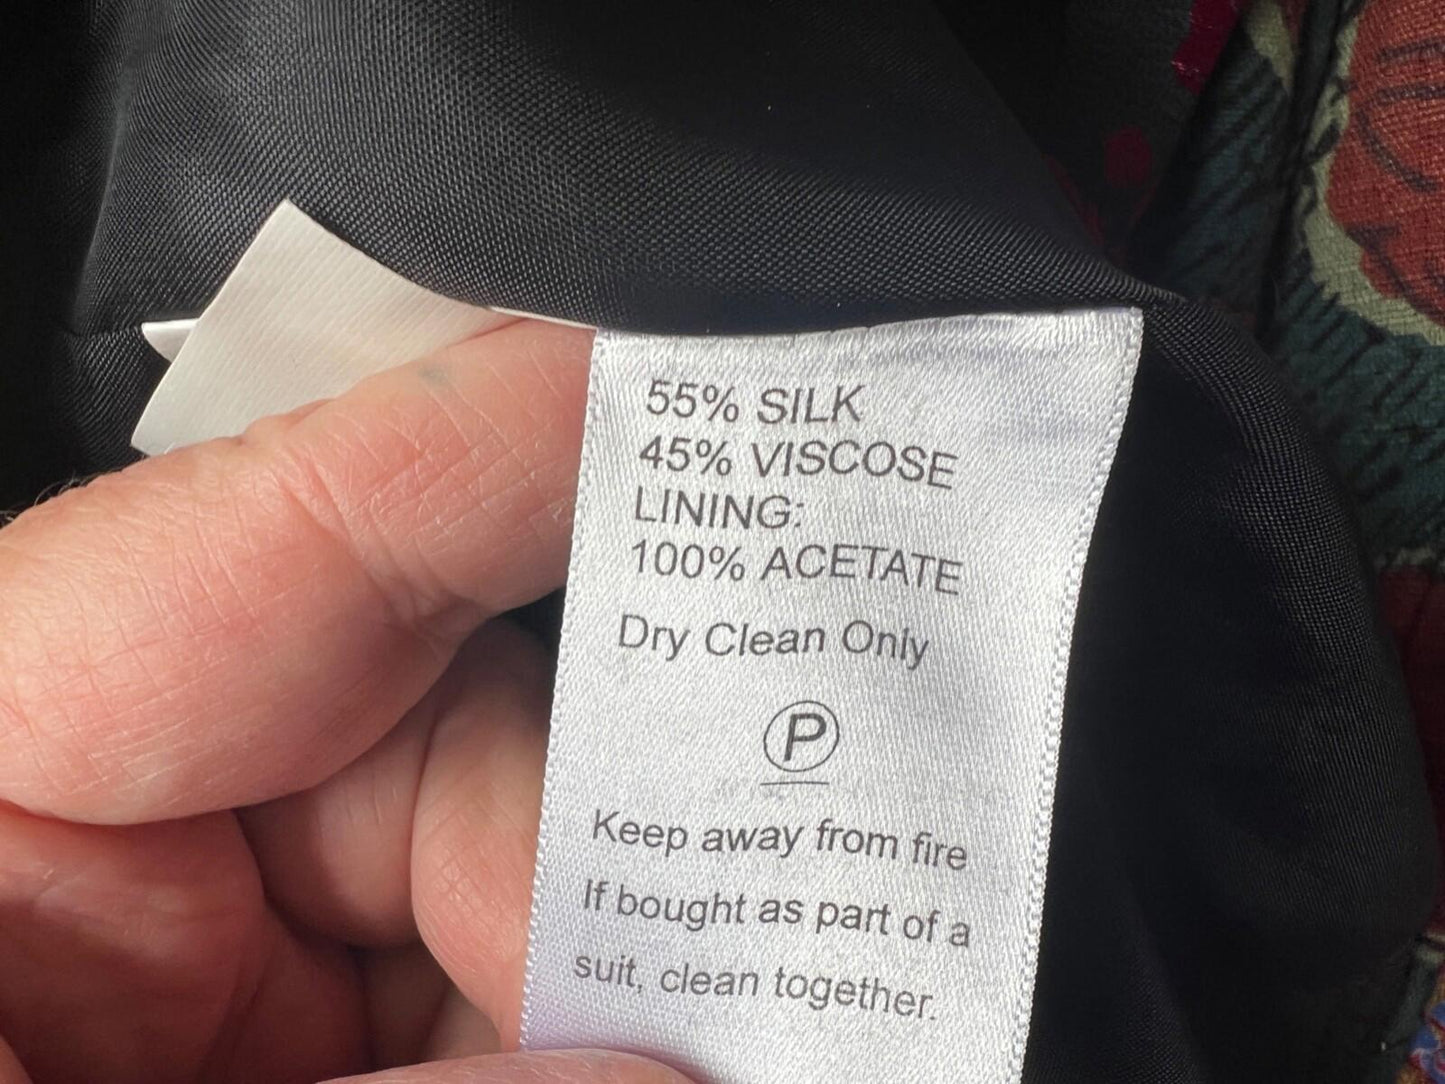 55% SILK
45% VISCOSE
LINING:
100% ACETATE
Dry Clean Only
P
Keep away from fire
If bought as part of a
suit, clean together.